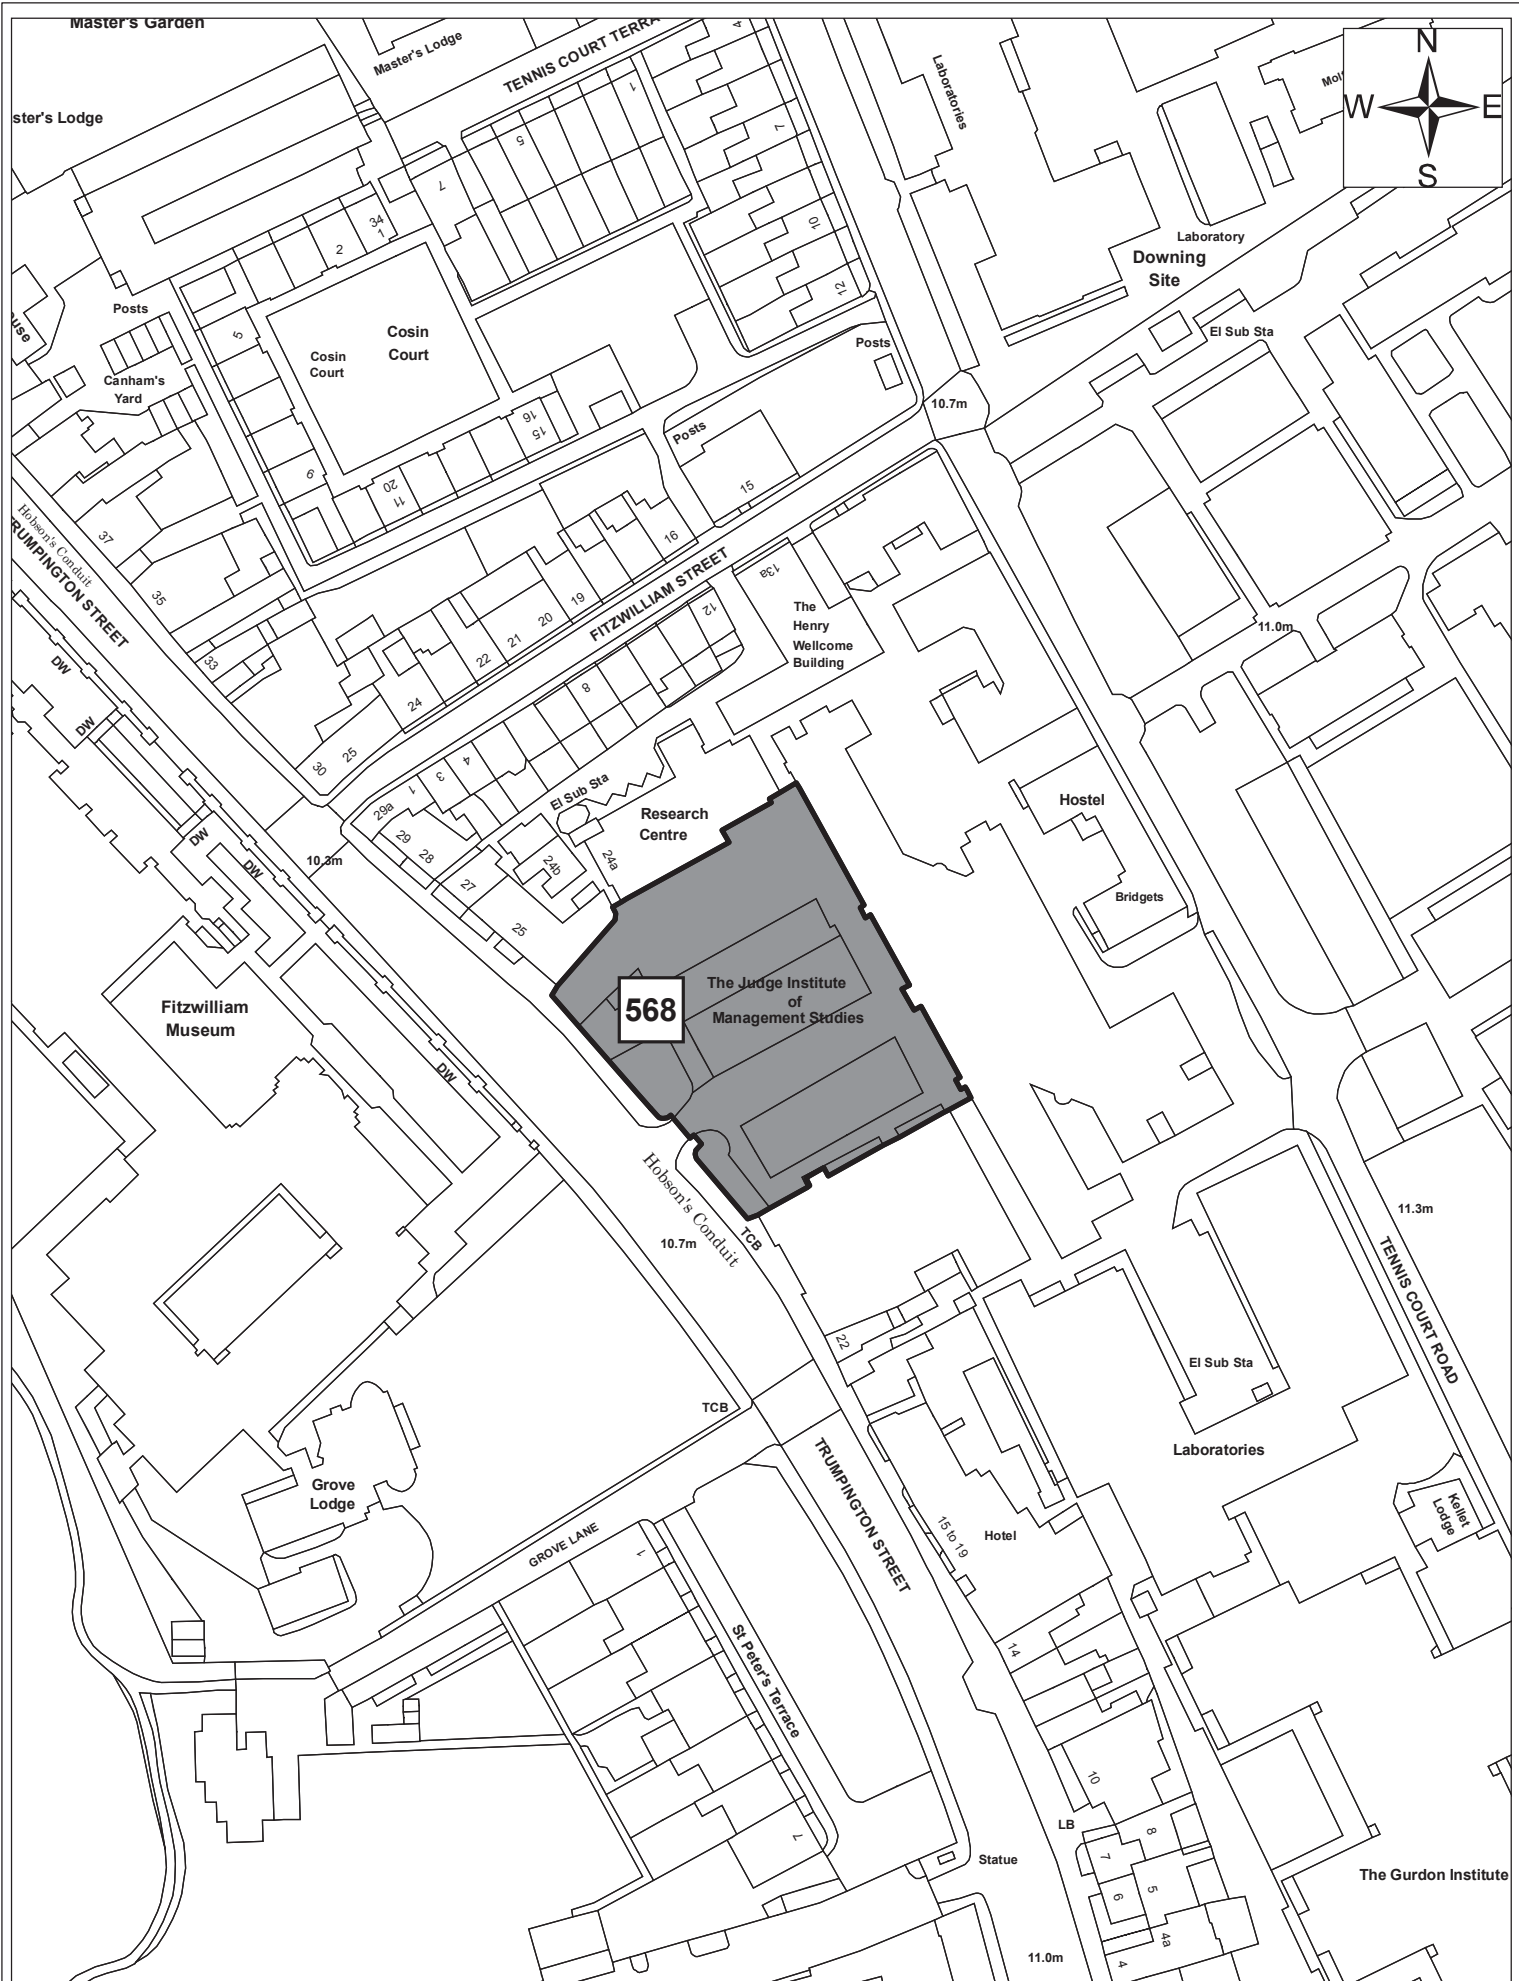 Master's Garden
Master's Lodge
TENNIS COURT TERRA
4
Laboratories
N
W
E
S
ster's Lodge
1
5
7
7
34
1
2
10
12
Laboratory
Downing
Site
Posts
5
Cosin
Court
Cosin
Court
Canham's
Yard
Posts
El Sub Sta
10.7m
16
15
Posts
9
20
11
15
37
Hobson's Conduit
TRUMPINGTON STREET
35
16
13a
FITZWILLIAM STREET
19
20
21
22
24
12
The
Henry
Wellcome
Building
11.0m
33
DW
DW
8
25
30
4
3
1
29a
29
28
El Sub Sta
Research
Centre
Hostel
DW
DW
10.3m
24a
24b
27
25
Bridgets
Fitzwilliam
Museum
568
The Judge Institute
of
Management Studies
DW
Hobson's Conduit
TCB
10.7m
11.3m
TENNIS COURT ROAD
22
El Sub Sta
TCB
TRUMPINGTON STREET
Laboratories
Grove
Lodge
GROVE LANE
15 to 19
Hotel
Kellet
Lodge
1
St Peter's Terrace
14
10
7
LB
8
7
Statue
5
6
The Gurdon Institute
4a
4
11.0m